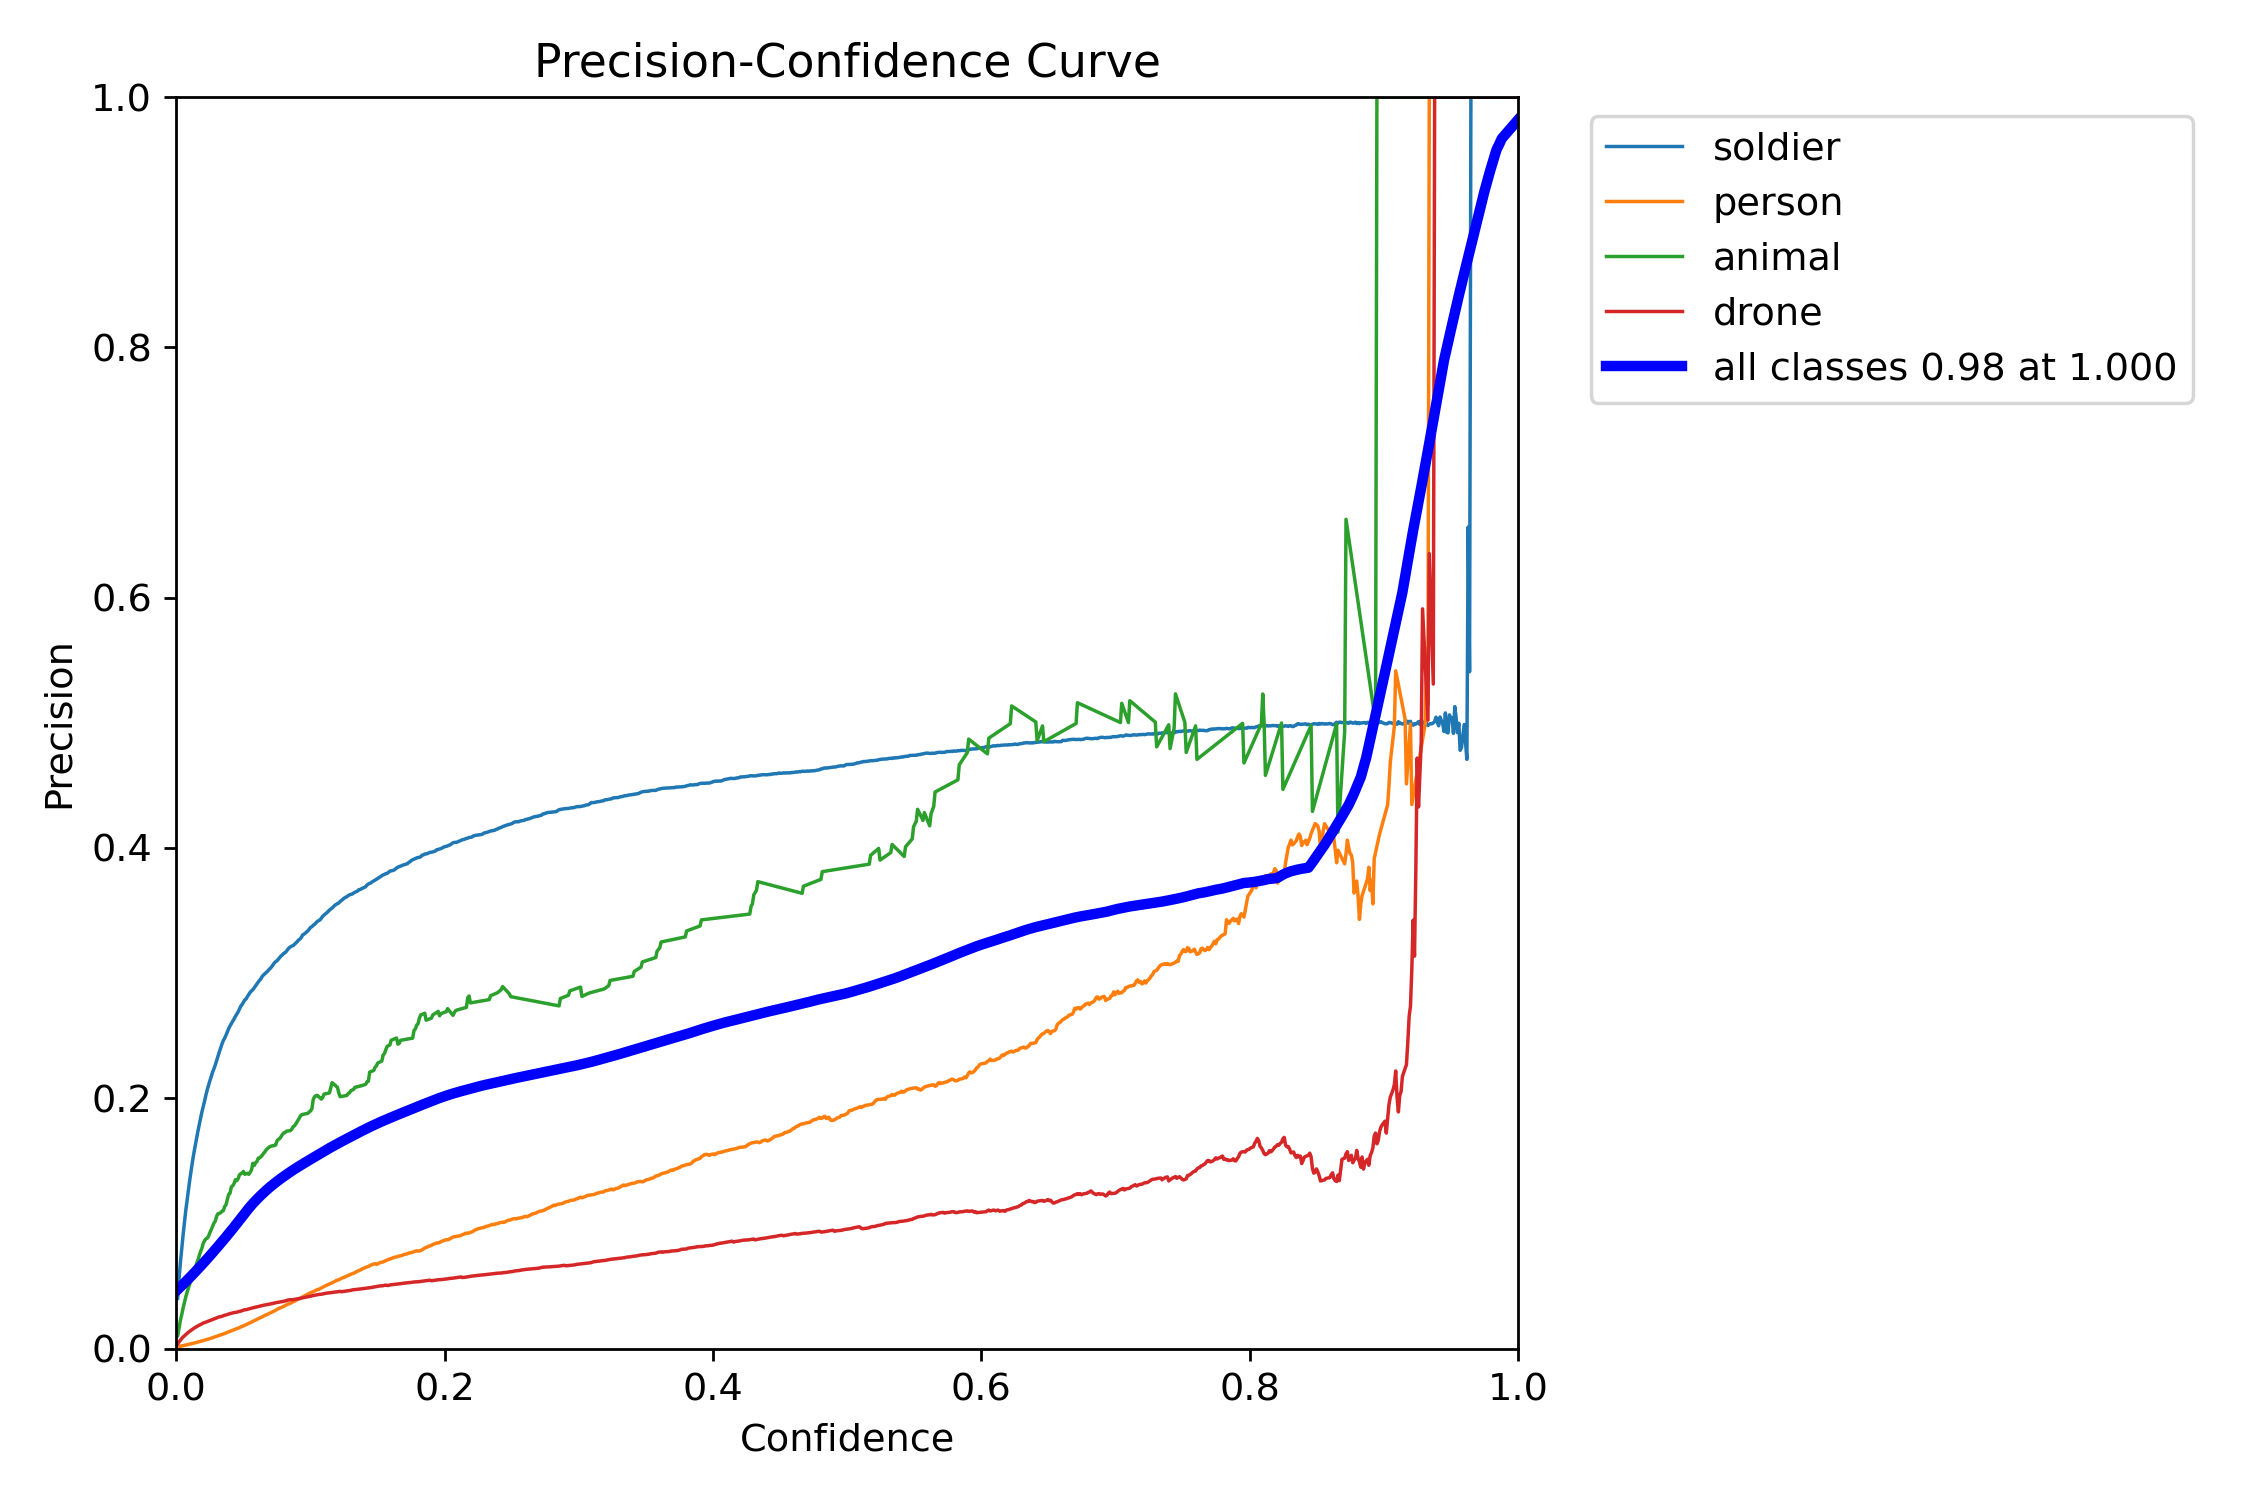 Precision-Confidence Curve
1.0
0.8
0.6
0.4
0.2
0.0
Precision
0.0 0.2 0.4 0.6 0.8 1.0
Confidence
soldier
person
animal
drone
all classes 0.98 at 1.000